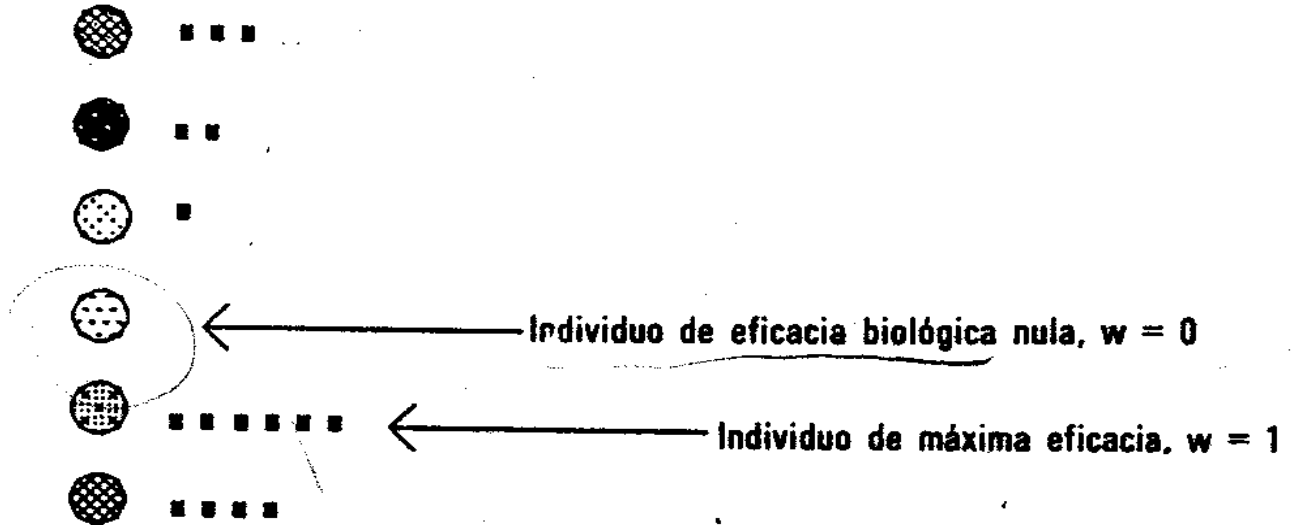 Individuo de eficacia biológica nula, w = 0
Individuo de máxima eficacia, w = 1